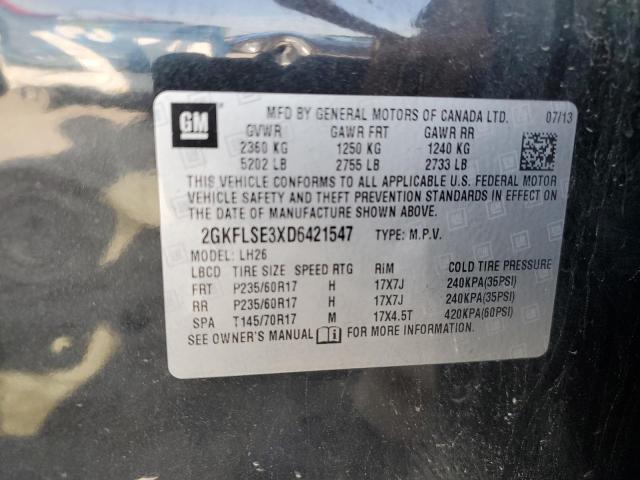 GM
MFD BY GENERAL MOTORS OF CANADA LTD. 07/13
GVWR GAWR FRT GAWR RR
2360 KG 1250 KG 1240 KG
5202 LB 2755 LB 2733 LB
THIS VEHICLE CONFORMS TO ALL APPLICABLE U.S. FEDERAL MOTOR
VEHICLE SAFETY AND THEFT PREVENTION STANDARDS IN EFFECT ON
THE DATE OF MANUFACTURE SHOWN ABOVE.
2GKFLSE3XD6421547 TYPE: M.P.V.
MODEL: LH26
LBCD TIRE SIZE SPEED RTG RiM COLD TIRE PRESSURE
FRT P235/60R17 H 17X7J 240KPA(35PSI)
RR P235/60R17 H 17X7J 240KPA(35PSI)
SPA T145/70R17 M 17X4.5T 420KPA(60PSI)
SEE OWNER'S MANUAL FOR MORE INFORMATION.